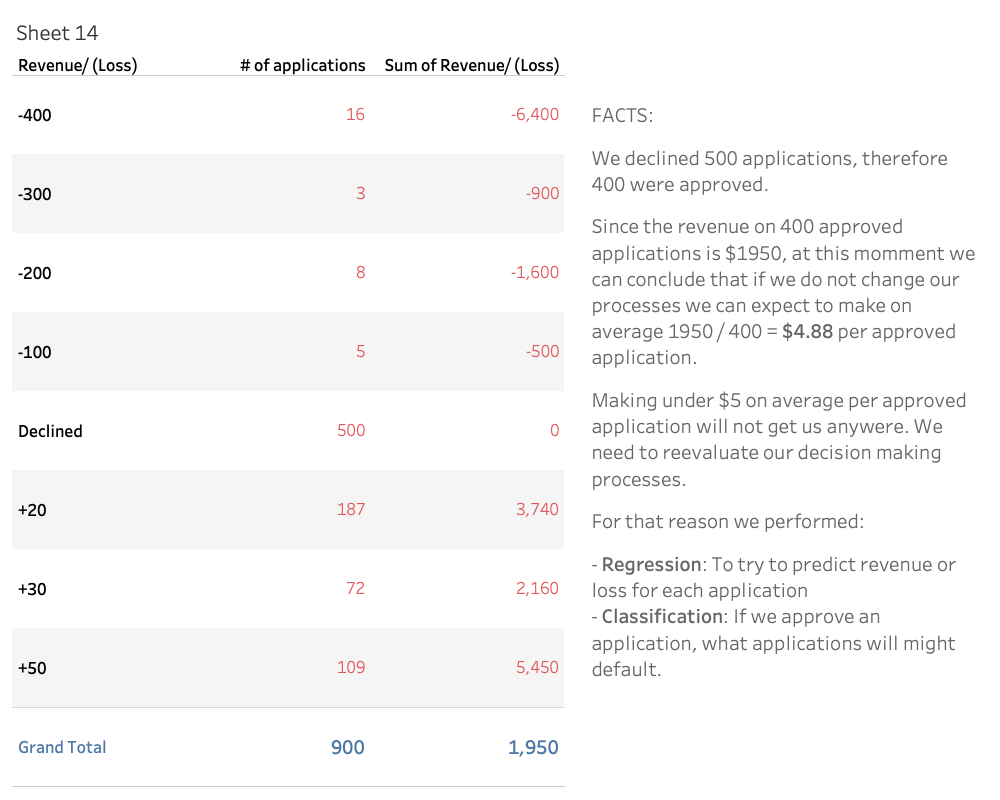 Sheet 14
Revenue/ (Loss) # of applications Sum of Revenue/ (Loss)
-400 16 -6,400
-300 3 -900
-200 8 -1,600
-100 5 -500
Declined 500 0
+20 187 3,740
+30 72 2,160
+50 109 5,450
Grand Total 900 1,950
FACTS:
We declined 500 applications, therefore
400 were approved.
Since the revenue on 400 approved
applications is $1950, at this momment we
can conclude that if we do not change our
processes we can expect to make on
average 1950 / 400 = $4.88 per approved
application.
Making under $5 on average per approved
application will not get us anywere. We
need to reevaluate our decision making
processes.
For that reason we performed:
- Regression: To try to predict revenue or
loss for each application
- Classification: If we approve an
application, what applications will might
default.